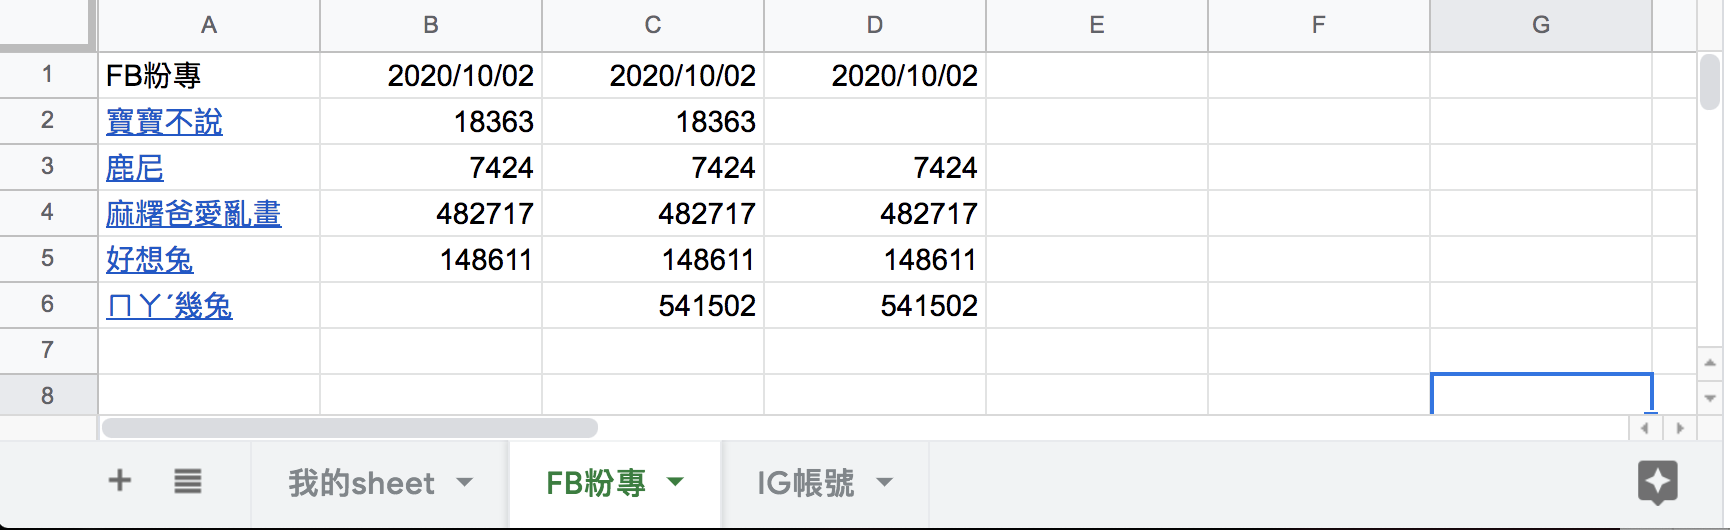 A B C D E F G
1 FB粉專 2020/10/02 2020/10/02 2020/10/02
2 寶寶不說 18363 18363
3 鹿尼 7424 7424 7424
4 麻糬爸愛亂畫 482717 482717 482717
5 好想兔 148611 148611 148611
6 ㄇㄚˊ幾兔 541502 541502
7
8
我的sheet FB粉專 IG帳號